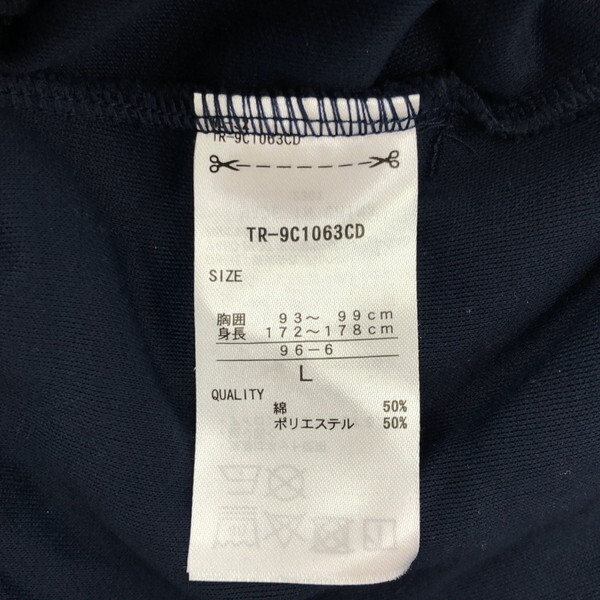 TR-9C1063CD
TR-9C1063CD
SIZE
胸囲 93～ 99cm
身長 172～178cm
96-6
L
QUALITY
綿 50%
ポリエステル 50%